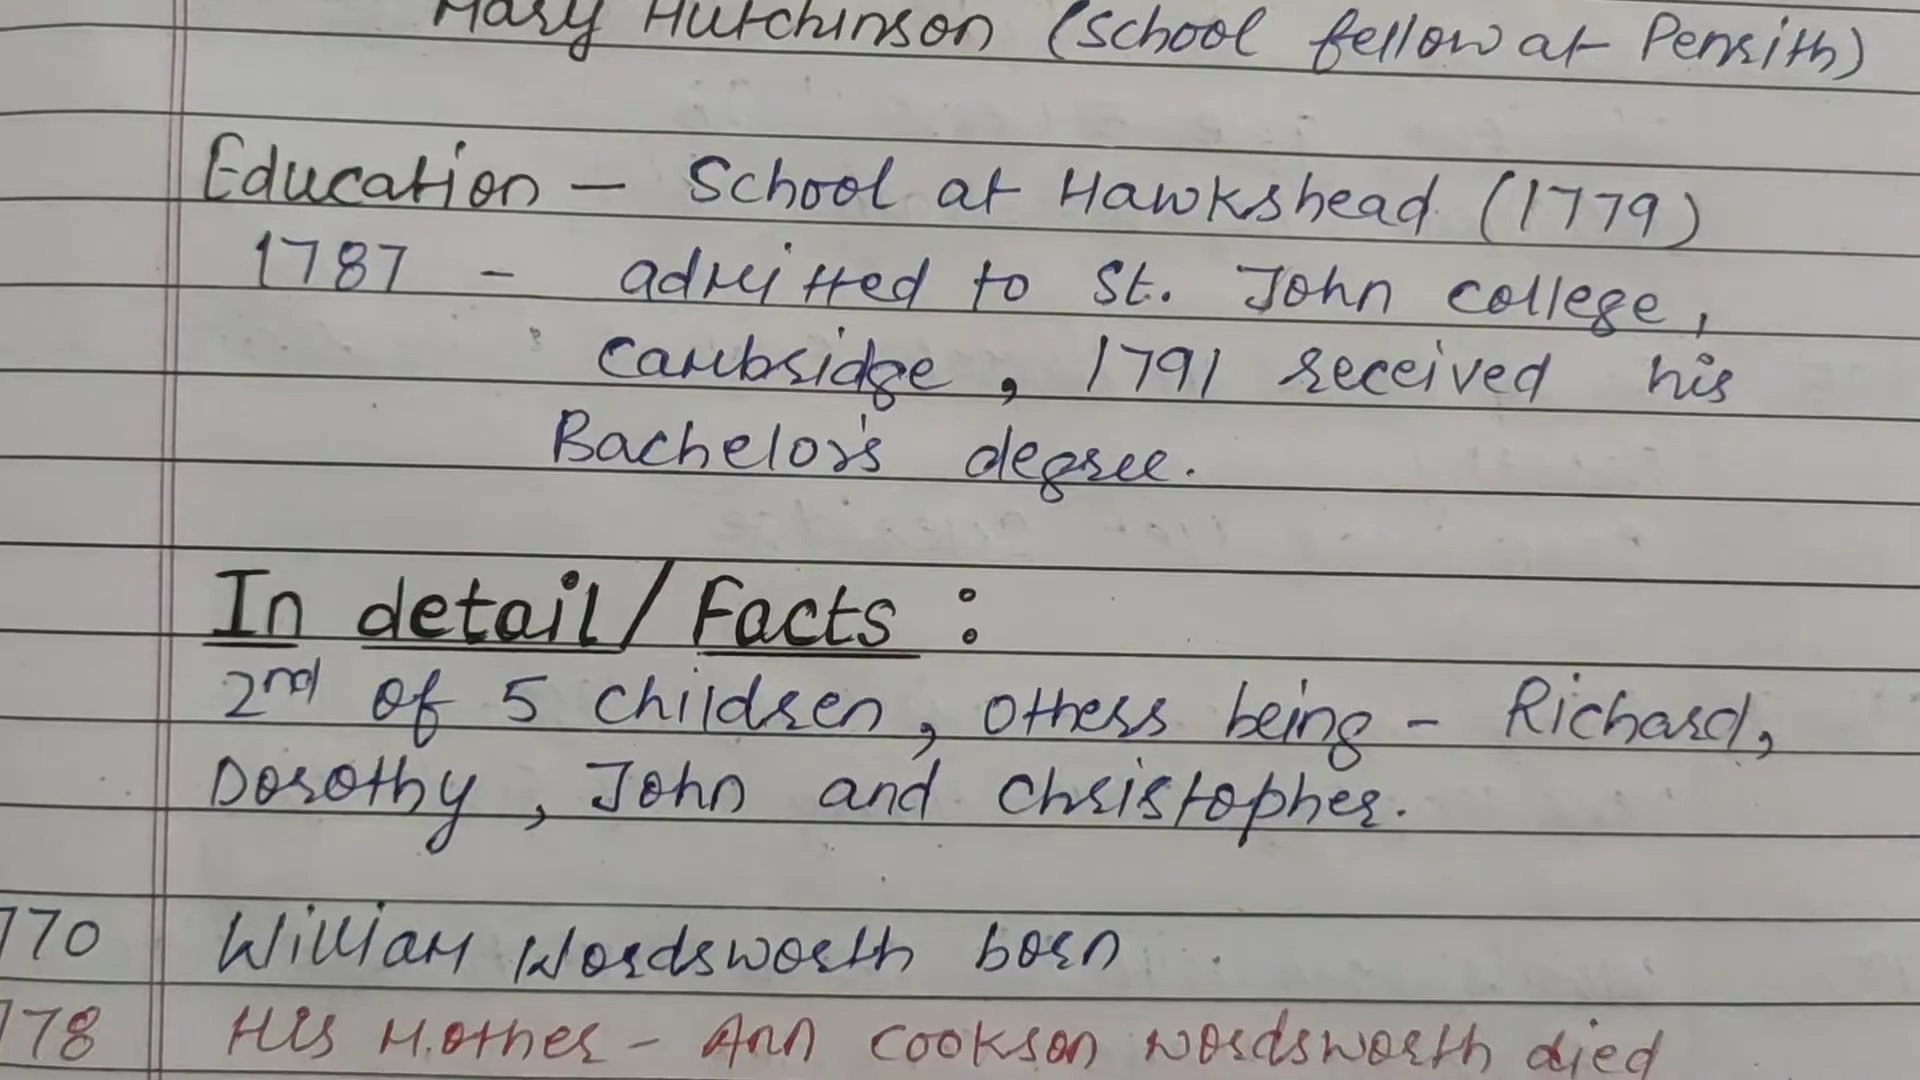 Mary Hutchinson (School fellow at Penrith)
Education – School at Hawkshead (1779)
1787 - admitted to St. John college,
Cambridge, 1791 received his
Bachelor's degree.
In detail/Facts :
2nd of 5 children, others being - Richard,
Dorothy, John and Christopher.
770 William Wordsworth born
778 His Mother - Ann Cookson Wordsworth died